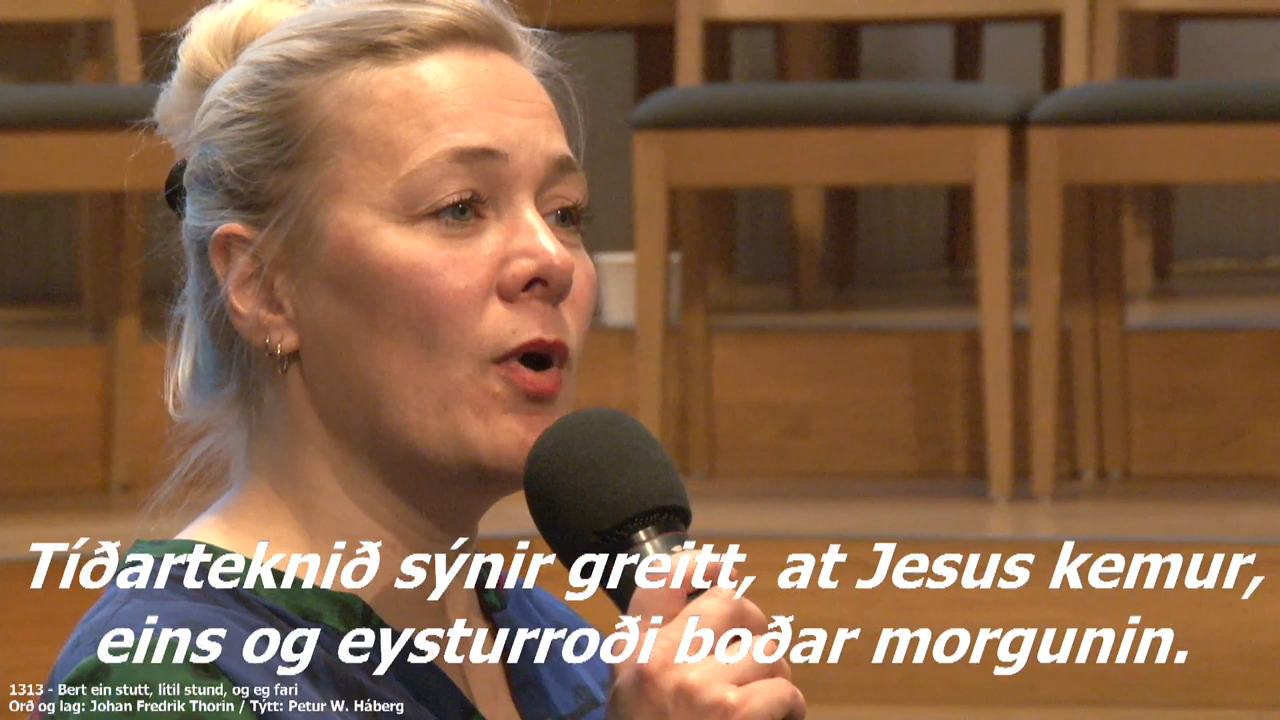 Tíðarteknið sýnir greitt, at Jesus kemur,
eins og eysturroði boðar morgunin.
1313 - Bert ein stutt, lítil stund, og eg fari
Orð og lag: Johan Fredrik Thorin / Týtt: Petur W. Háberg